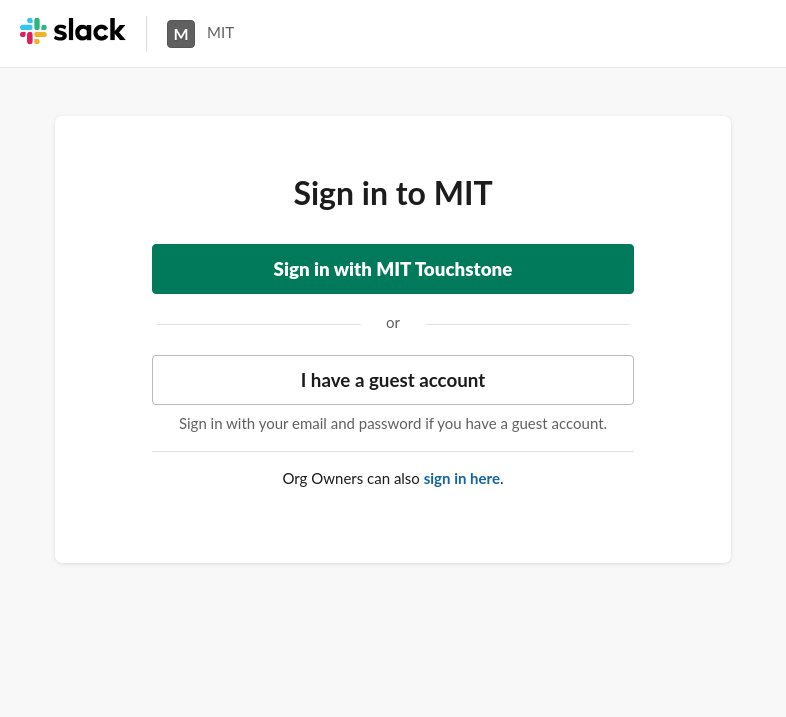 slack
M
MIT
Sign in to MIT
Sign in with MIT Touchstone
or
I have a guest account
Sign in with your email and password if you have a guest account.
Org Owners can also sign in here.